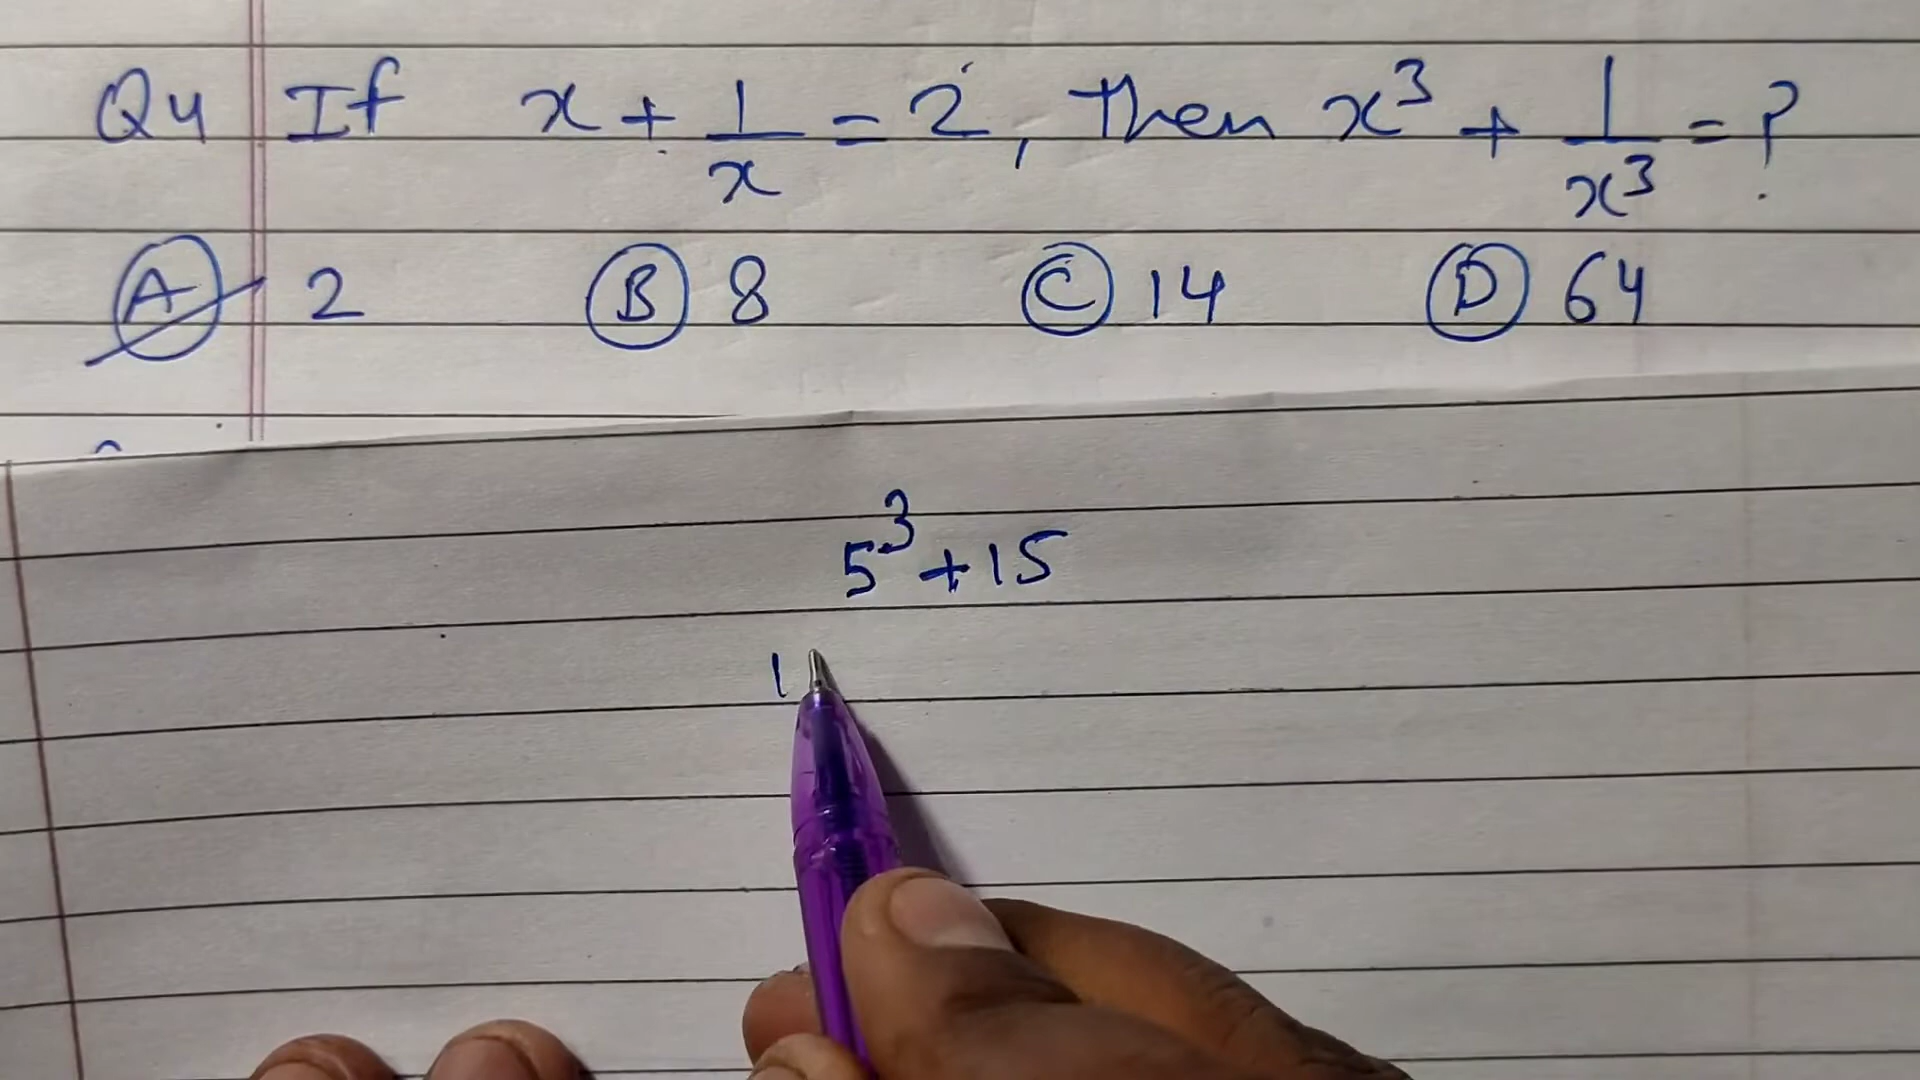 Q4 If x + 1/x = 2, Then x³ + 1/x³ = ?
A 2 B 8 C 14 D 64
5³ + 15
1